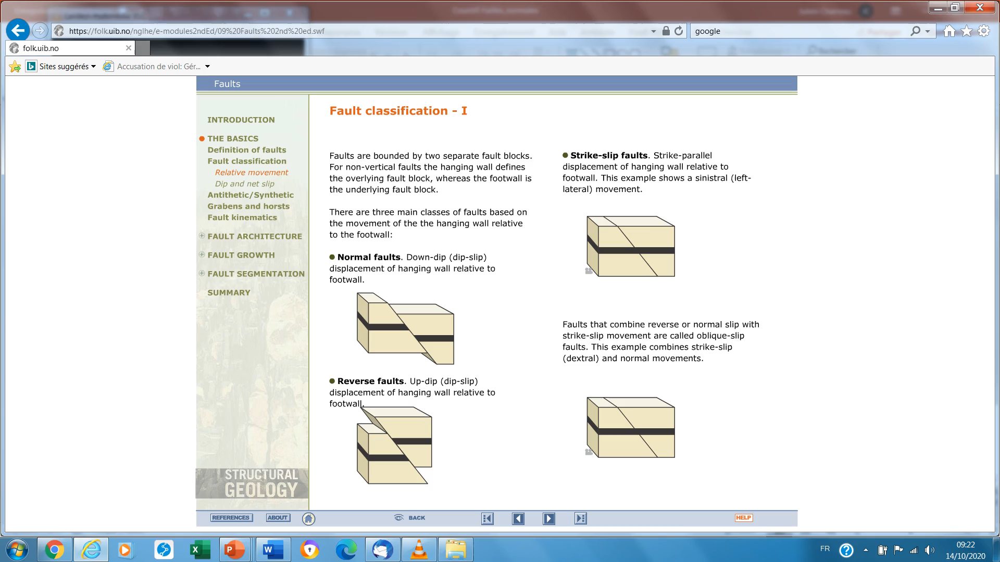 https://folk.uib.no/nglhe/e-modules2ndEd/09%20Faults%202nd%20ed.swf
google
folk.uib.no
Sites suggérés
Accusation de viol: Gér...
Faults
INTRODUCTION
THE BASICS
Definition of faults
Fault classification
Relative movement
Dip and net slip
Antithetic/Synthetic
Grabens and horsts
Fault kinematics
FAULT ARCHITECTURE
FAULT GROWTH
FAULT SEGMENTATION
SUMMARY
STRUCTURAL
GEOLOGY
Fault classification - I
Faults are bounded by two separate fault blocks.
For non-vertical faults the hanging wall defines
the overlying fault block, whereas the footwall is
the underlying fault block.
There are three main classes of faults based on
the movement of the the hanging wall relative
to the footwall:
Normal faults. Down-dip (dip-slip)
displacement of hanging wall relative to
footwall.
Reverse faults. Up-dip (dip-slip)
displacement of hanging wall relative to
footwall.
Strike-slip faults. Strike-parallel
displacement of hanging wall relative to
footwall. This example shows a sinistral (left-
lateral) movement.
Faults that combine reverse or normal slip with
strike-slip movement are called oblique-slip
faults. This example combines strike-slip
(dextral) and normal movements.
REFERENCES
ABOUT
BACK
HELP
FR
09:22
14/10/2020